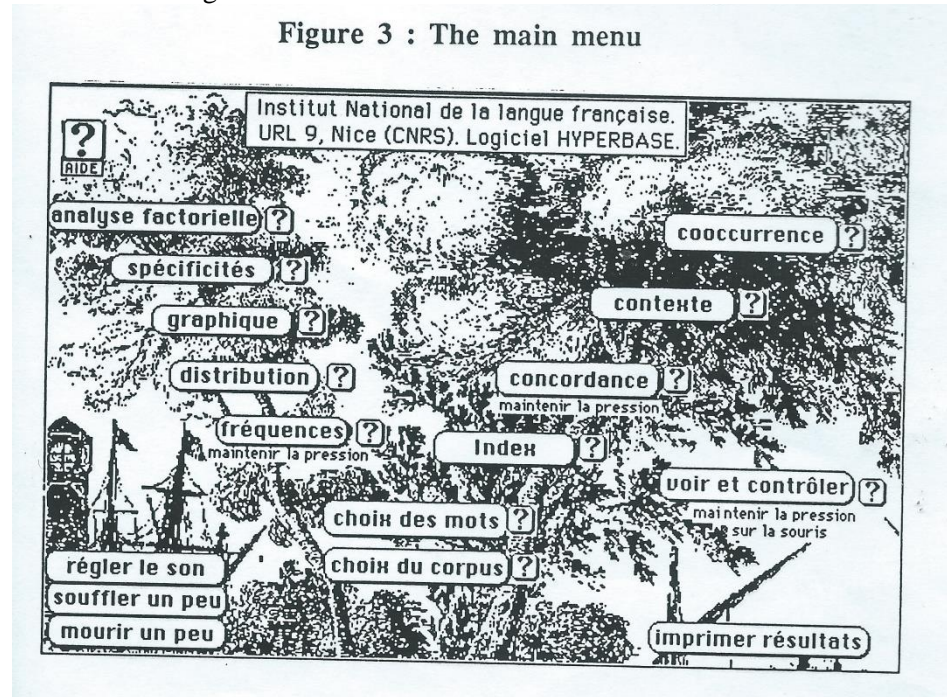 Figure 3 : The main menu
Institut National de la langue française.
URL 9, Nice (CNRS). Logiciel HYPERBASE.
?
AIDE
analyse factorielle ?
cooccurrence ?
spécificités ?
contexte ?
graphique ?
distribution ?
concordance ?
maintenir la pression
fréquences ?
maintenir la pression
Index ?
voir et contrôler ?
maintenir la pression
sur la souris
choix des mots ?
choix du corpus ?
régler le son
souffler un peu
mourir un peu
imprimer résultats